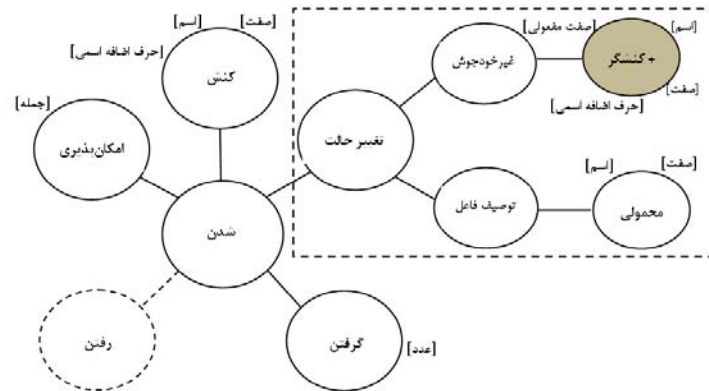 [اسم]
[صفت مفعولی]
[صفت]
[اسم]
+ کنشگر
غیرخودجوش
کنش
[حرف اضافه اسمی]
[صفت]
[حرف اضافه اسمی]
[جمله]
تغییر حالت
امکان‌پذیری
[صفت]
[اسم]
توصیف فاعل
محمولی
شدن
رفتن
گرفتن
[عدد]